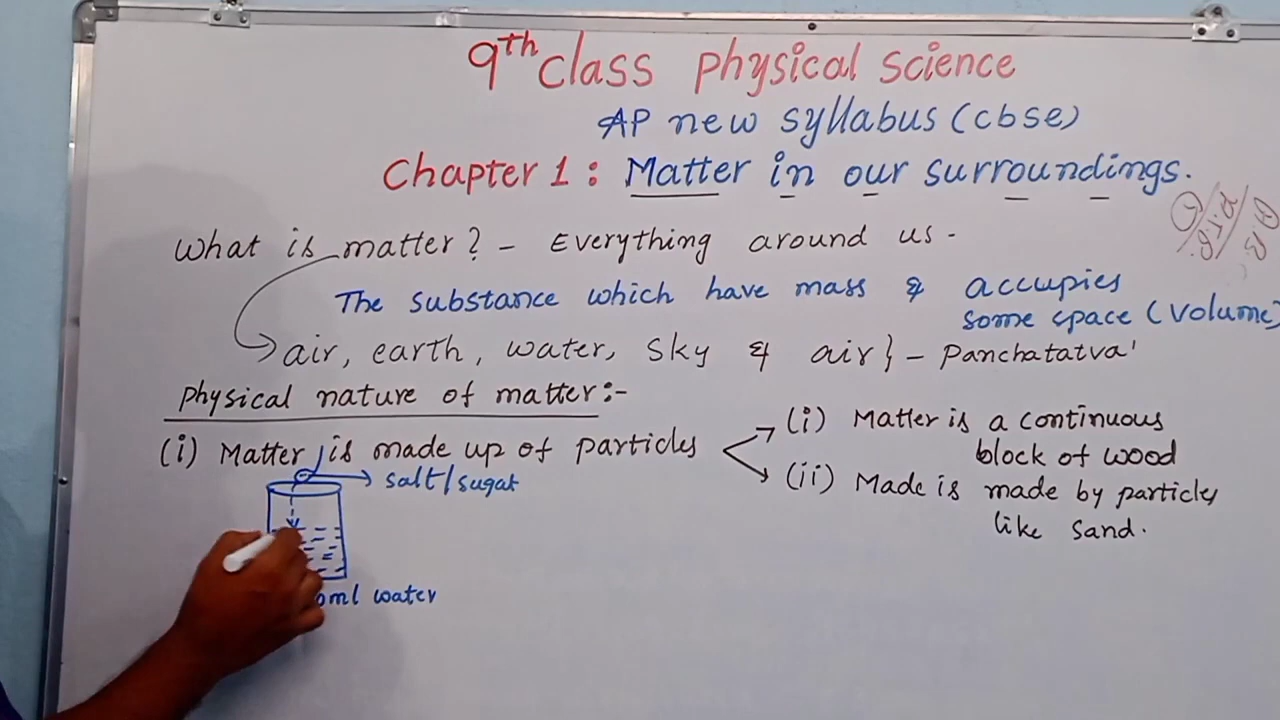 9th class physical science
AP new syllabus (cbse)
Chapter 1 : Matter in our surroundings.
What is matter? - Everything around us -
The substance which have mass & accupies
some space (volume)
air, earth, water, sky & air} - Panchatatva'
physical nature of matter:-
(i) Matter is made up of particles
(i) Matter is a continuous
block of wood
(ii) Made is made by particles
like sand.
salt/sugar
0ml water